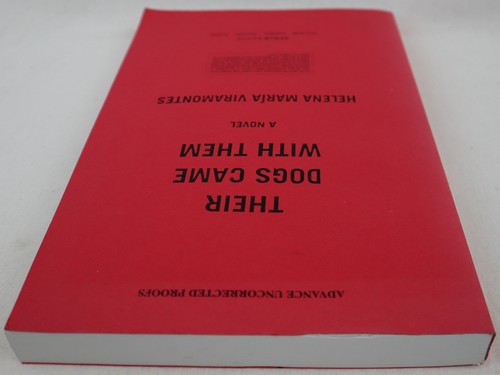 ADVANCE UNCORRECTED PROOFS
THEIR
DOGS CAME
WITH THEM
A NOVEL
HELENA MARÍA VIRAMONTES